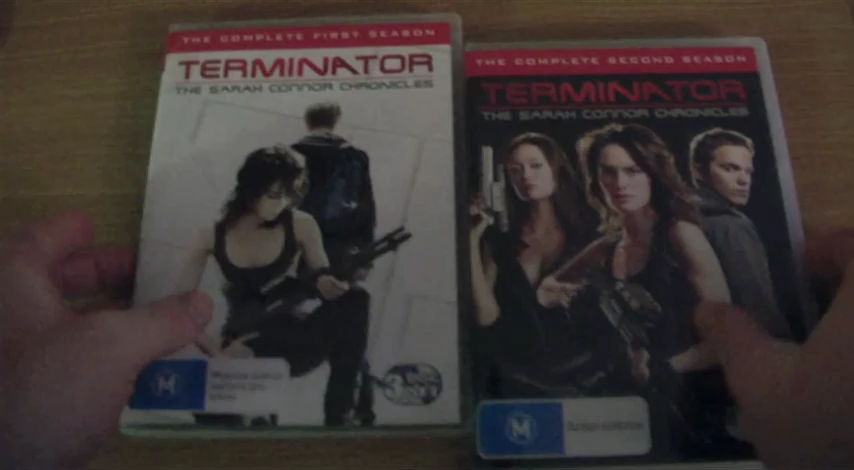 THE COMPLETE FIRST SEASON
TERMINATOR
THE SARAH CONNOR CHRONICLES
M
THE COMPLETE SECOND SEASON
TERMINATOR
THE SARAH CONNOR CHRONICLES
M